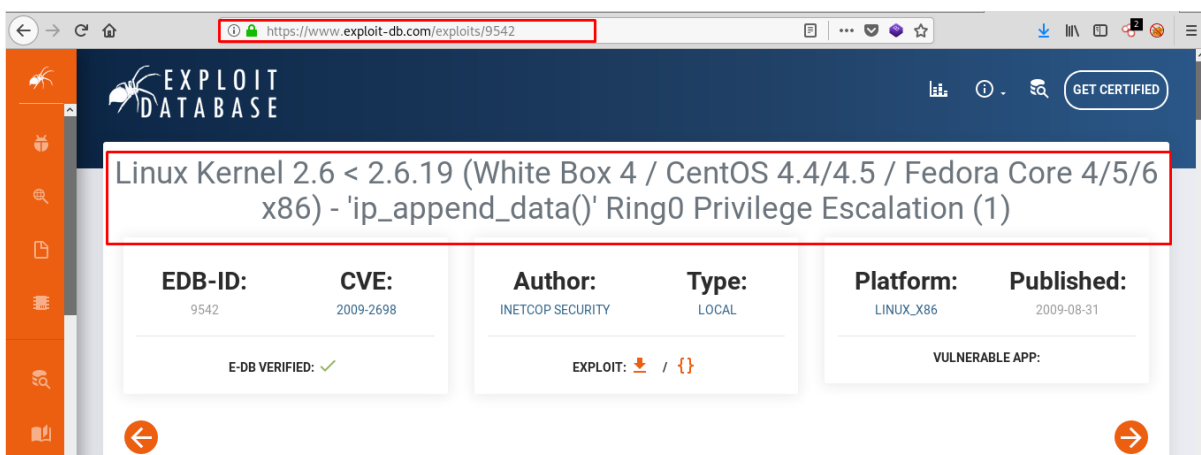 https://www.exploit-db.com/exploits/9542
2
EXPLOIT
DATABASE
GET CERTIFIED
Linux Kernel 2.6 < 2.6.19 (White Box 4 / CentOS 4.4/4.5 / Fedora Core 4/5/6
x86) - 'ip_append_data()' Ring0 Privilege Escalation (1)
EDB-ID: CVE: Author: Type: Platform: Published:
9542 2009-2698 INETCOP SECURITY LOCAL LINUX_X86 2009-08-31
E-DB VERIFIED: EXPLOIT: / {} VULNERABLE APP: